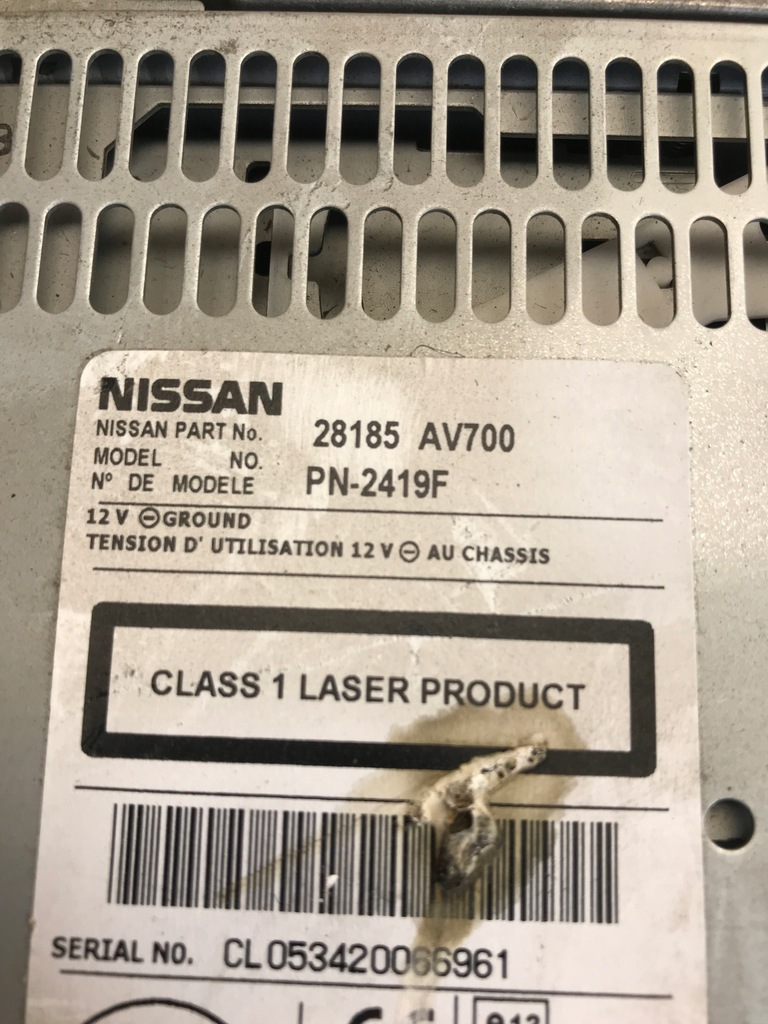 NISSAN
NISSAN PART No. 28185 AV700
MODEL NO.
N° DE MODELE PN-2419F
12 V ⊖ GROUND
TENSION D' UTILISATION 12 V ⊖ AU CHASSIS
CLASS 1 LASER PRODUCT
SERIAL NO. CL053420066961